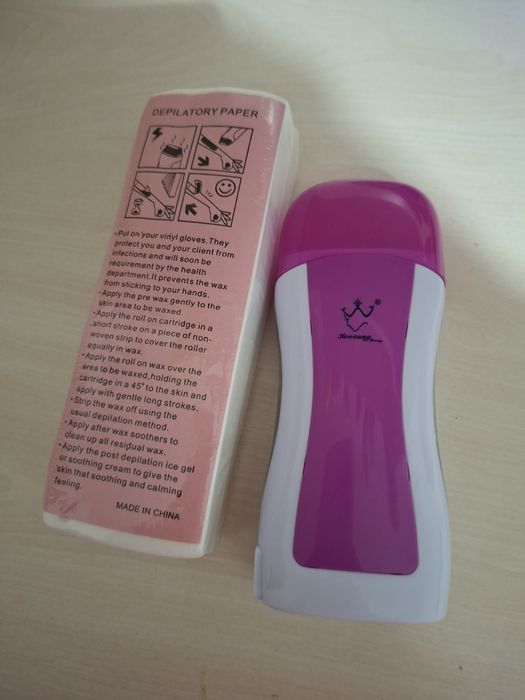 DEPILATORY PAPER
•Put on your vinyl gloves.They
protect you and your client from
infections and will soon be
requirement by the health
department.It prevents the wax
from sticking to your hands.
•Apply the pre wax gently to the
skin area to be waxed.
•Apply the roll on cartridge in a
short stroke on a piece of non-
woven strip to cover the roller
equally in wax.
•Apply the roll on wax over the
area to be waxed,holding the
cartridge in a 45° to the skin and
apply with gentle long strokes.
•Strip the wax off using the
usual depilation method.
•Apply after wax soothers to
clean up all residual wax.
•Apply the post depilation ice gel
or soothing cream to give the
skin that soothing and calming
feeling.
MADE IN CHINA
®